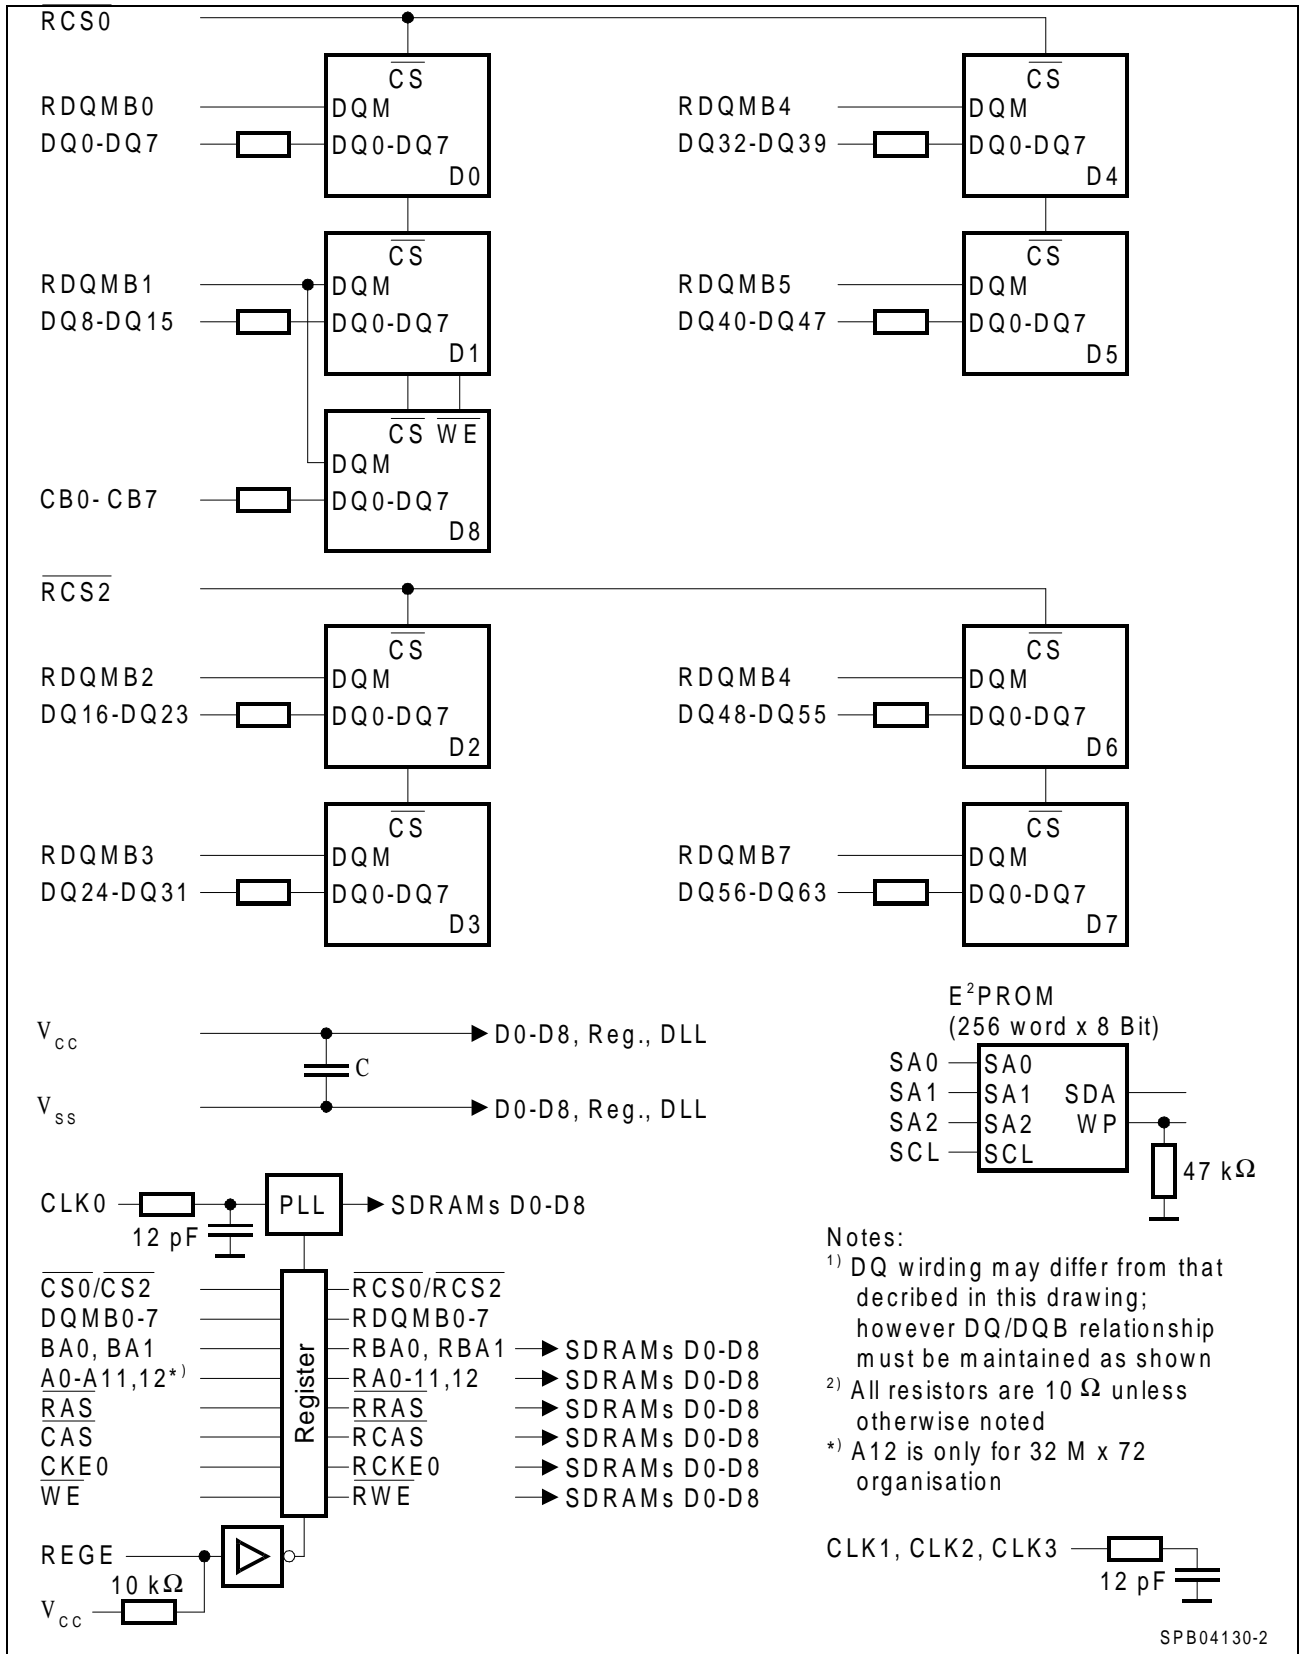 RCS0
CS
RDQMB0
DQM
DQ0-DQ7
DQ0-DQ7
D0
CS
RDQMB4
DQM
DQ32-DQ39
DQ0-DQ7
D4
CS
RDQMB1
DQM
DQ8-DQ15
DQ0-DQ7
D1
CS
RDQMB5
DQM
DQ40-DQ47
DQ0-DQ7
D5
CS WE
DQM
CB0-CB7
DQ0-DQ7
D8
RCS2
CS
RDQMB2
DQM
DQ16-DQ23
DQ0-DQ7
D2
CS
RDQMB4
DQM
DQ48-DQ55
DQ0-DQ7
D6
CS
RDQMB3
DQM
DQ24-DQ31
DQ0-DQ7
D3
CS
RDQMB7
DQM
DQ56-DQ63
DQ0-DQ7
D7
VCC
D0-D8, Reg., DLL
C
VSS
D0-D8, Reg., DLL
E²PROM
(256 word x 8 Bit)
SA0 SA0
SA1 SA1 SDA
SA2 SA2 WP
SCL SCL
47 kΩ
CLK0
PLL
SDRAMs D0-D8
12 pF
Register
CS0/CS2 RCS0/RCS2
DQMB0-7 RDQMB0-7
BA0, BA1 RBA0, RBA1 SDRAMs D0-D8
A0-A11,12*) RA0-11,12 SDRAMs D0-D8
RAS RRAS SDRAMs D0-D8
CAS RCAS SDRAMs D0-D8
CKE0 RCKE0 SDRAMs D0-D8
WE RWE SDRAMs D0-D8
REGE
10 kΩ
VCC
Notes:
1) DQ wirding may differ from that
decribed in this drawing;
however DQ/DQB relationship
must be maintained as shown
2) All resistors are 10 Ω unless
otherwise noted
*) A12 is only for 32 M x 72
organisation
CLK1, CLK2, CLK3
12 pF
SPB04130-2